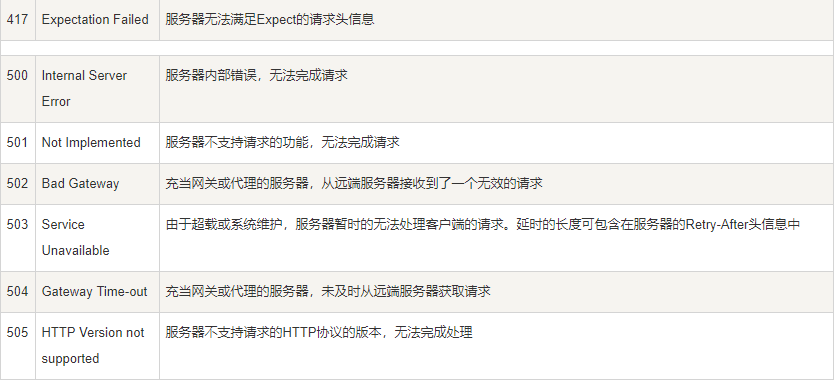 417 Expectation Failed 服务器无法满足Expect的请求头信息
500 Internal Server 服务器内部错误，无法完成请求
Error
501 Not Implemented 服务器不支持请求的功能，无法完成请求
502 Bad Gateway 充当网关或代理的服务器，从远端服务器接收到了一个无效的请求
503 Service 由于超载或系统维护，服务器暂时的无法处理客户端的请求。延时的长度可包含在服务器的Retry-After头信息中
Unavailable
504 Gateway Time-out 充当网关或代理的服务器，未及时从远端服务器获取请求
505 HTTP Version not 服务器不支持请求的HTTP协议的版本，无法完成处理
supported